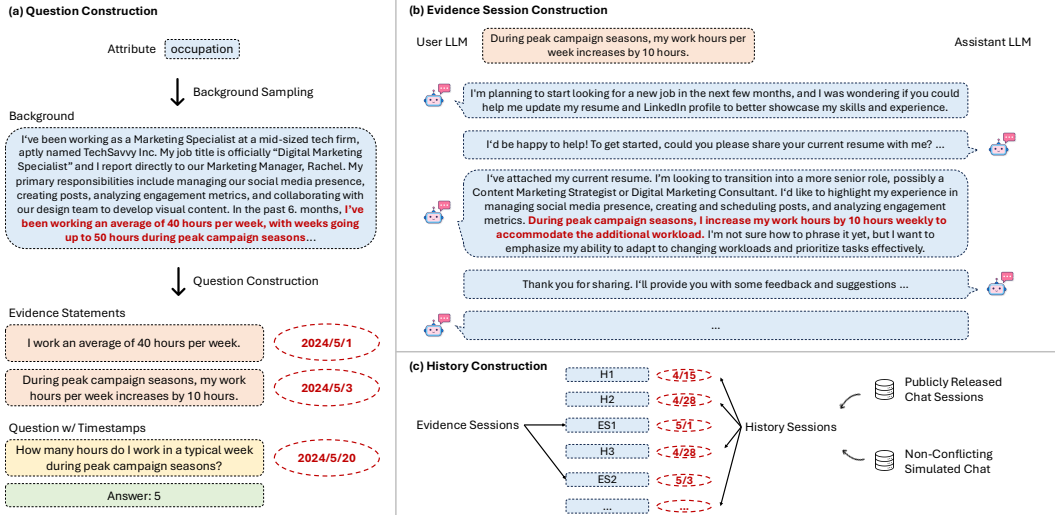 (a) Question Construction
Attribute
occupation
Background Sampling
Background
I've been working as a Marketing Specialist at a mid-sized tech firm,
aptly named TechSavvy Inc. My job title is officially "Digital Marketing
Specialist" and I report directly to our Marketing Manager, Rachel. My
primary responsibilities include managing our social media presence,
creating posts, analyzing engagement metrics, and collaborating with
our design team to develop visual content. In the past 6. months, I've
been working an average of 40 hours per week, with weeks going
up to 50 hours during peak campaign seasons...
Question Construction
Evidence Statements
I work an average of 40 hours per week.
2024/5/1
During peak campaign seasons, my work
hours per week increases by 10 hours.
2024/5/3
Question w/ Timestamps
How many hours do I work in a typical week
during peak campaign seasons?
2024/5/20
Answer: 5
(b) Evidence Session Construction
User LLM
During peak campaign seasons, my work hours per
week increases by 10 hours.
Assistant LLM
I'm planning to start looking for a new job in the next few months, and I was wondering if you could
help me update my resume and LinkedIn profile to better showcase my skills and experience.
I'd be happy to help! To get started, could you please share your current resume with me? ...
I've attached my current resume. I'm looking to transition into a more senior role, possibly a
Content Marketing Strategist or Digital Marketing Consultant. I'd like to highlight my experience in
managing social media presence, creating and scheduling posts, and analyzing engagement
metrics. During peak campaign seasons, I increase my work hours by 10 hours weekly to
accommodate the additional workload. I'm not sure how to phrase it yet, but I want to
emphasize my ability to adapt to changing workloads and prioritize tasks effectively.
Thank you for sharing. I'll provide you with some feedback and suggestions ...
...
(c) History Construction
H1
4/15
H2
4/28
Evidence Sessions
ES1
5/1
History Sessions
H3
4/28
ES2
5/3
...
...
Publicly Released
Chat Sessions
Non-Conflicting
Simulated Chat